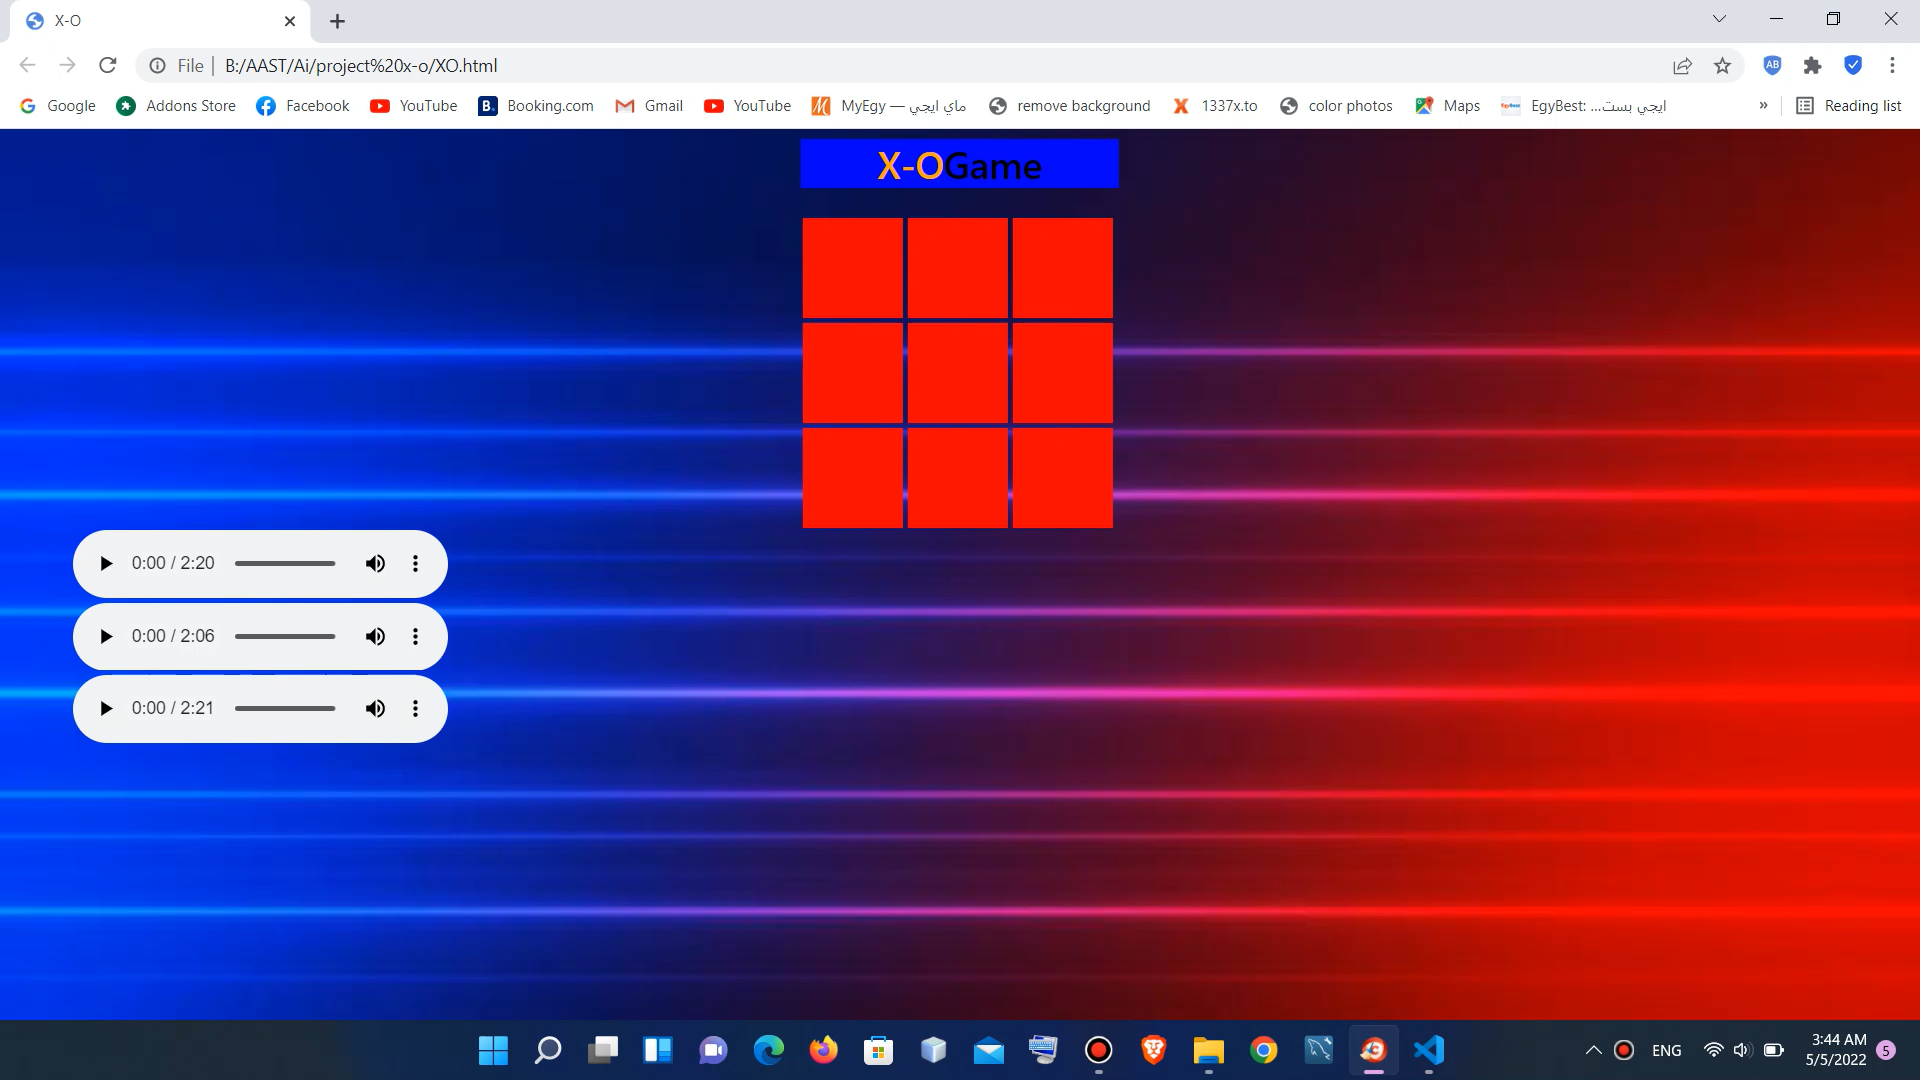 X-O
File
B:/AAST/Ai/project%20x-o/XO.html
AB
Google
Addons Store
Facebook
YouTube
Booking.com
Gmail
YouTube
MyEgy — ماي ايجي
remove background
1337x.to
color photos
Maps
EgyBest: ...ايجي بست
»
Reading list
X-OGame
0:00 / 2:20
0:00 / 2:06
0:00 / 2:21
ENG
3:44 AM
5/5/2022
5